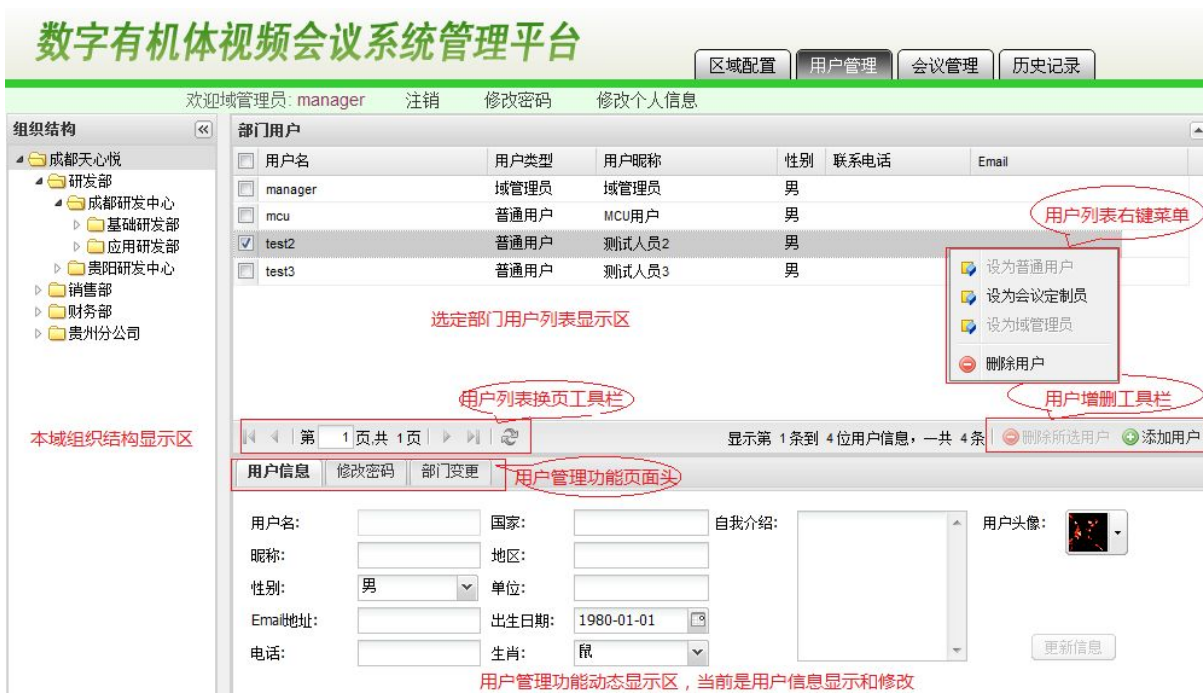 数字有机体视频会议系统管理平台
区域配置 用户管理 会议管理 历史记录
欢迎域管理员: manager 注销 修改密码 修改个人信息
组织结构
成都天心悦
研发部
成都研发中心
基础研发部
应用研发部
贵阳研发中心
销售部
财务部
贵州分公司
本域组织结构显示区
部门用户
用户名 用户类型 用户昵称 性别 联系电话 Email
manager 域管理员 域管理员 男
mcu 普通用户 MCU用户 男
test2 普通用户 测试人员2 男
test3 普通用户 测试人员3 男
用户列表右键菜单
设为普通用户
设为会议定制员
设为域管理员
删除用户
选定部门用户列表显示区
用户列表换页工具栏
用户增删工具栏
第 1 页,共 1页
显示第 1条到 4位用户信息，一共 4条
删除所选用户 添加用户
用户信息 修改密码 部门变更
用户管理功能页面头
用户名: 国家: 自我介绍: 用户头像:
昵称: 地区:
性别: 男 单位:
Email地址: 出生日期: 1980-01-01
电话: 生肖: 鼠
更新信息
用户管理功能动态显示区，当前是用户信息显示和修改